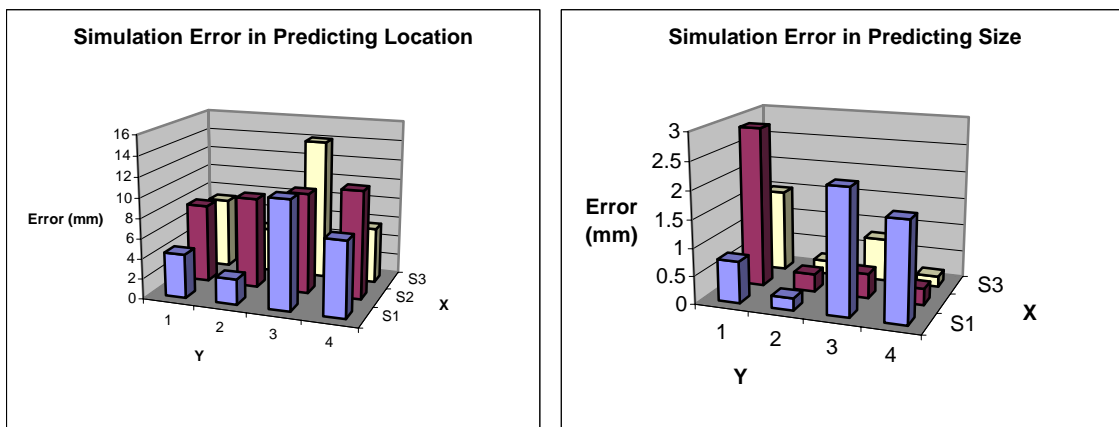 Simulation Error in Predicting Location
16
14
12
10
8
6
4
2
0
Error (mm)
1
2
3
4
S1
S2
S3
X
Y
Simulation Error in Predicting Size
3
2.5
2
1.5
1
0.5
0
Error
(mm)
1
2
3
4
S1
S3
X
Y